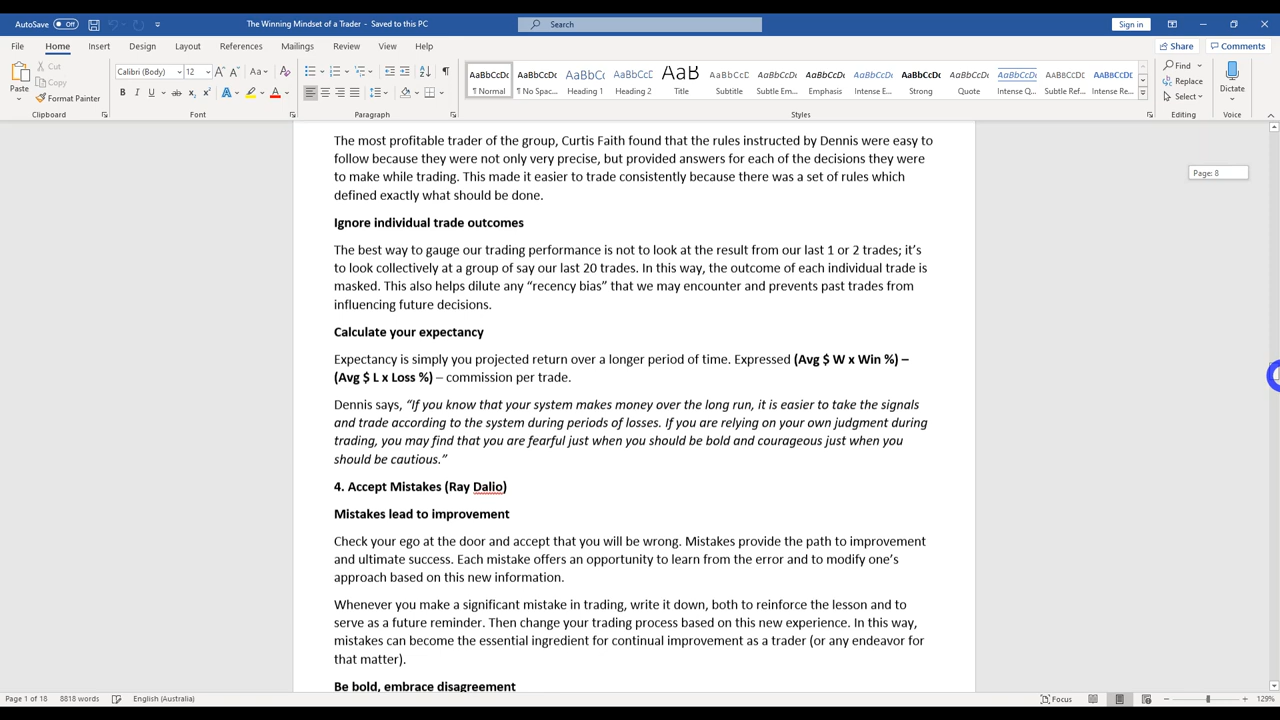 AutoSave Off The Winning Mindset of a Trader - Saved to this PC Search Sign in
File Home Insert Design Layout References Mailings Review View Help Share Comments
Paste Cut Copy Format Painter
Calibri (Body) 12 Aa
B I U ab x₂ x² A A
AaBbCcDc AaBbCcDc AaBbCcDc AaBbCcDc AaB AaBbCcDc AaBbCcDc AaBbCcDc AaBbCcDc AaBbCcDc AaBbCcDc AaBbCcDc AaBbCcDc AaBbCcDc
¶ Normal ¶ No Spac... Heading 1 Heading 2 Title Subtitle Subtle Em... Emphasis Intense E... Strong Quote Intense Q... Subtle Ref... Intense Re...
Find Replace Select Dictate
Clipboard Font Paragraph Styles Editing Voice
The most profitable trader of the group, Curtis Faith found that the rules instructed by Dennis were easy to
follow because they were not only very precise, but provided answers for each of the decisions they were
to make while trading. This made it easier to trade consistently because there was a set of rules which
defined exactly what should be done.
Page: 8
Ignore individual trade outcomes
The best way to gauge our trading performance is not to look at the result from our last 1 or 2 trades; it's
to look collectively at a group of say our last 20 trades. In this way, the outcome of each individual trade is
masked. This also helps dilute any “recency bias” that we may encounter and prevents past trades from
influencing future decisions.
Calculate your expectancy
Expectancy is simply you projected return over a longer period of time. Expressed (Avg $ W x Win %) –
(Avg $ L x Loss %) – commission per trade.
Dennis says, “If you know that your system makes money over the long run, it is easier to take the signals
and trade according to the system during periods of losses. If you are relying on your own judgment during
trading, you may find that you are fearful just when you should be bold and courageous just when you
should be cautious.”
4. Accept Mistakes (Ray Dalio)
Mistakes lead to improvement
Check your ego at the door and accept that you will be wrong. Mistakes provide the path to improvement
and ultimate success. Each mistake offers an opportunity to learn from the error and to modify one's
approach based on this new information.
Whenever you make a significant mistake in trading, write it down, both to reinforce the lesson and to
serve as a future reminder. Then change your trading process based on this new experience. In this way,
mistakes can become the essential ingredient for continual improvement as a trader (or any endeavor for
that matter).
Be bold, embrace disagreement
Page 1 of 18 8818 words English (Australia) Focus 129%